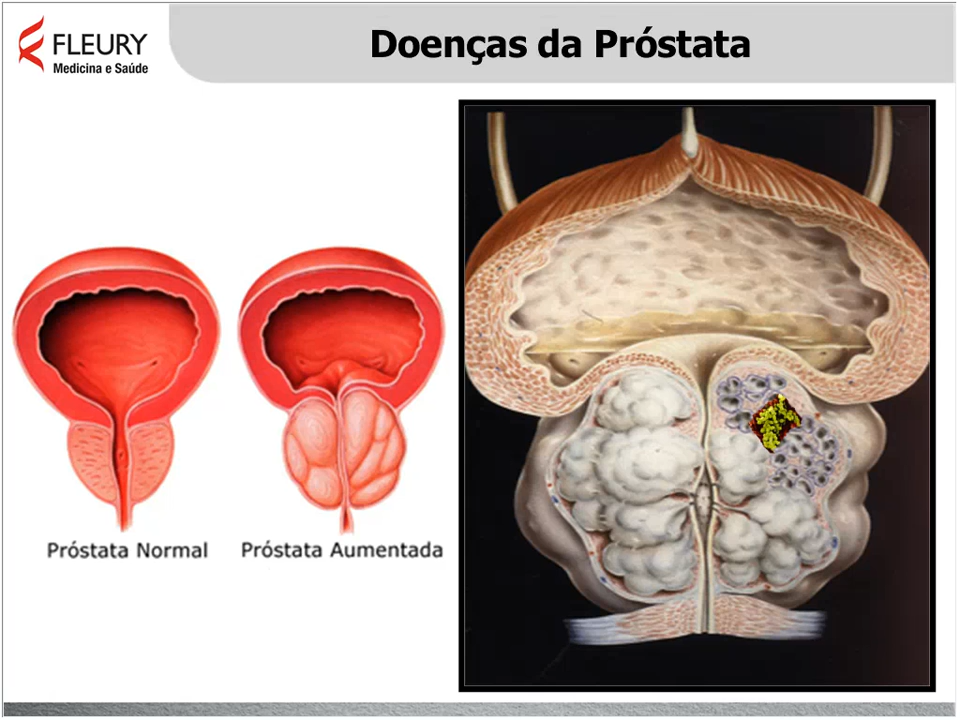 FLEURY
Medicina e Saúde
Doenças da Próstata
Próstata Normal
Próstata Aumentada